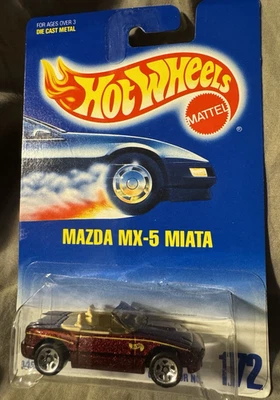 FOR AGES OVER 3
DIE CAST METAL
HOT WHEELS
MATTEL
®
MAZDA MX-5 MIATA
172